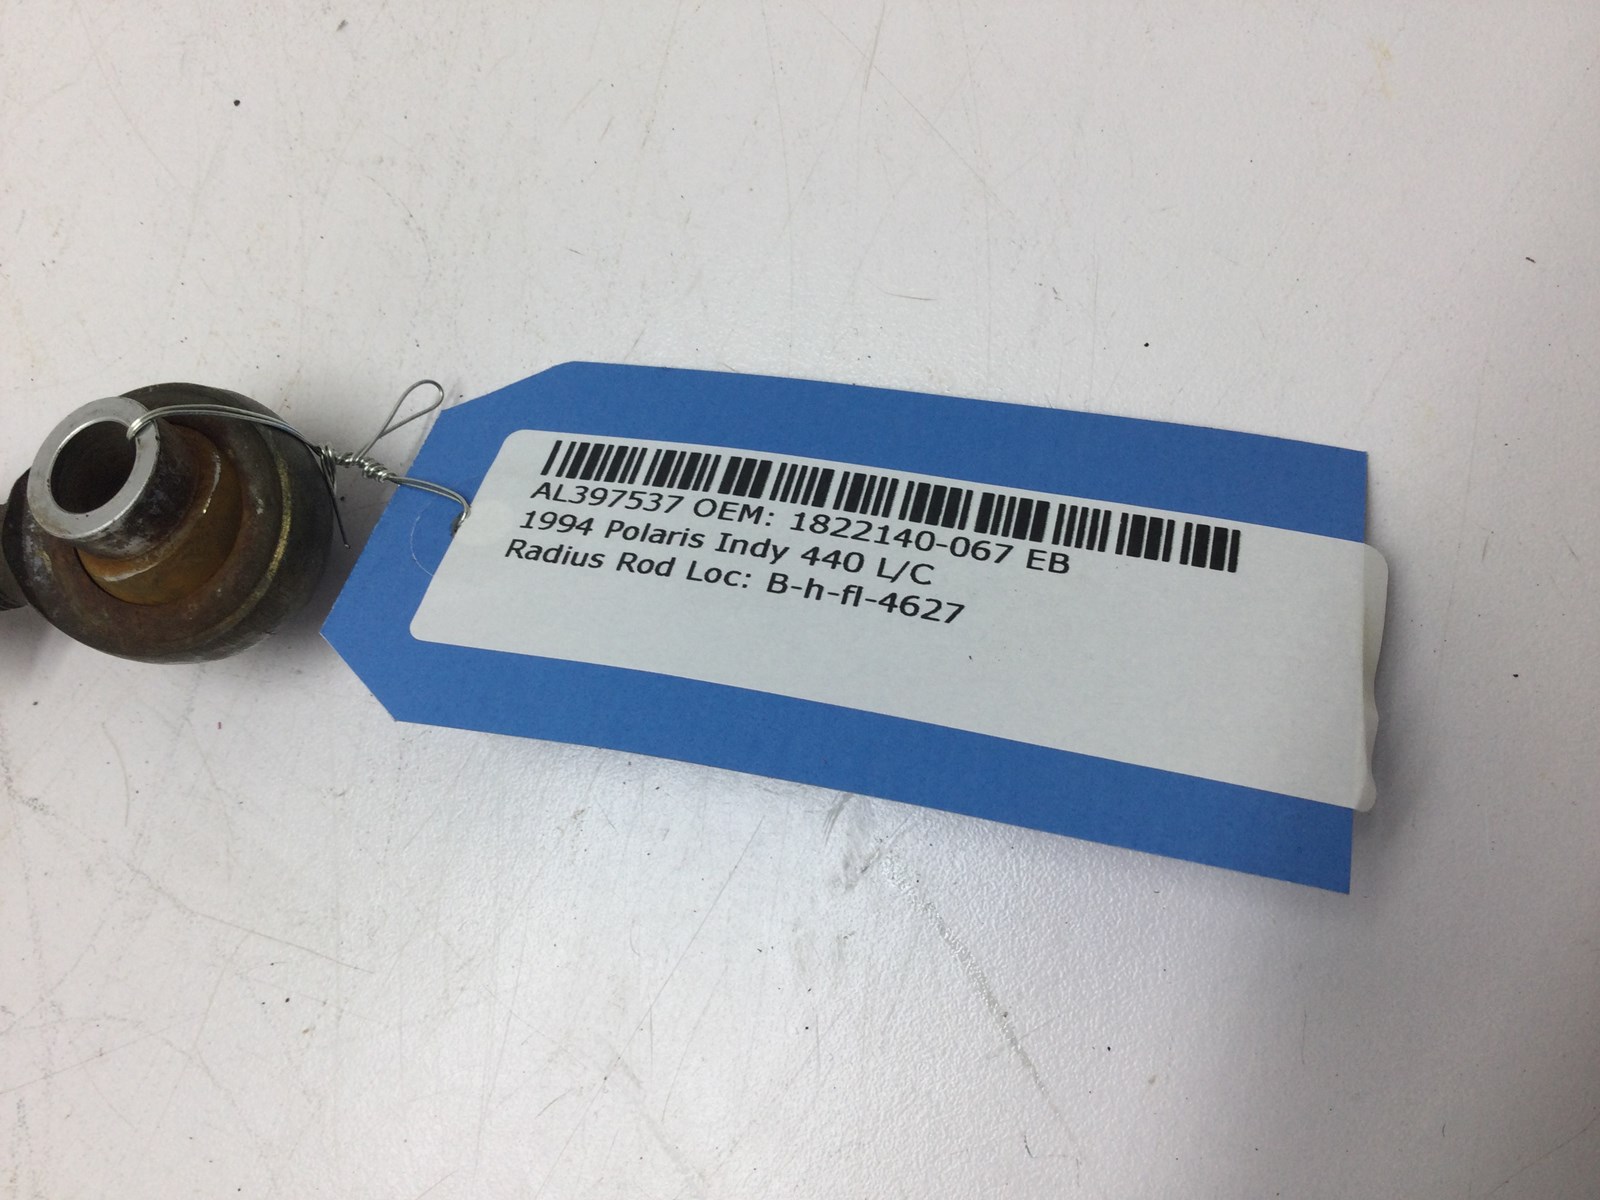 AL397537 OEM: 1822140-067 EB
1994 Polaris Indy 440 L/C
Radius Rod Loc: B-h-fl-4627